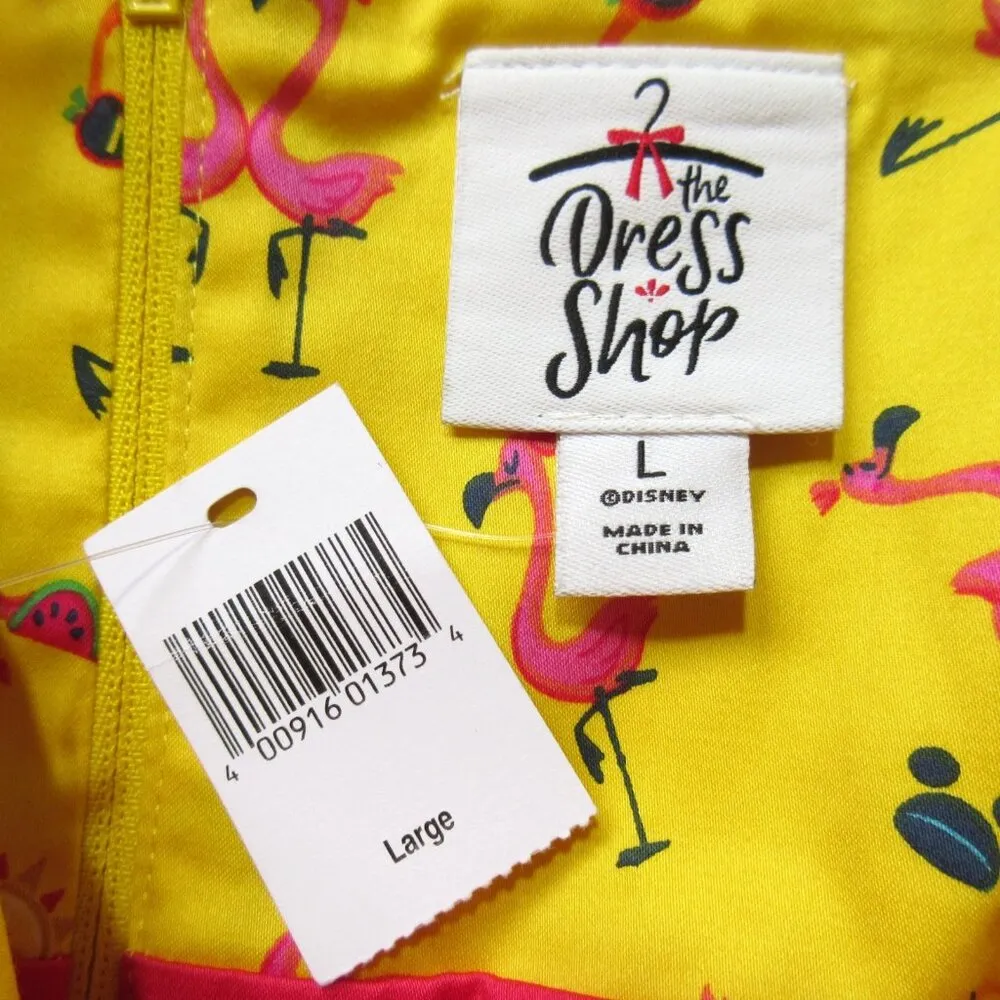 the
Dress
Shop
L
©DISNEY
MADE IN
CHINA
4 00916 01373 4
Large